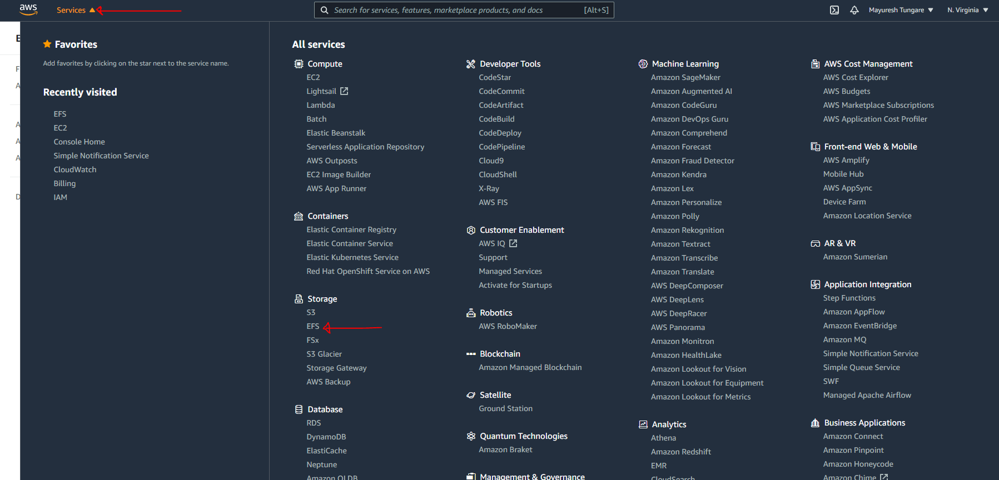 aws
Services
Search for services, features, marketplace products, and docs
[Alt+S]
Mayuresh Tungare
N. Virginia
Favorites
Add favorites by clicking on the star next to the service name.
Recently visited
EFS
EC2
Console Home
Simple Notification Service
CloudWatch
Billing
IAM
All services
Compute
EC2
Lightsail
Lambda
Batch
Elastic Beanstalk
Serverless Application Repository
AWS Outposts
EC2 Image Builder
AWS App Runner
Containers
Elastic Container Registry
Elastic Container Service
Elastic Kubernetes Service
Red Hat OpenShift Service on AWS
Storage
S3
EFS
FSx
S3 Glacier
Storage Gateway
AWS Backup
Database
RDS
DynamoDB
ElastiCache
Neptune
Amazon QLDB
Developer Tools
CodeStar
CodeCommit
CodeArtifact
CodeBuild
CodeDeploy
CodePipeline
Cloud9
CloudShell
X-Ray
AWS FIS
Customer Enablement
AWS IQ
Support
Managed Services
Activate for Startups
Robotics
AWS RoboMaker
Blockchain
Amazon Managed Blockchain
Satellite
Ground Station
Quantum Technologies
Amazon Braket
Management & Governance
Machine Learning
Amazon SageMaker
Amazon Augmented AI
Amazon CodeGuru
Amazon DevOps Guru
Amazon Comprehend
Amazon Forecast
Amazon Fraud Detector
Amazon Kendra
Amazon Lex
Amazon Personalize
Amazon Polly
Amazon Rekognition
Amazon Textract
Amazon Transcribe
Amazon Translate
AWS DeepComposer
AWS DeepLens
AWS DeepRacer
AWS Panorama
Amazon Monitron
Amazon HealthLake
Amazon Lookout for Vision
Amazon Lookout for Equipment
Amazon Lookout for Metrics
Analytics
Athena
Amazon Redshift
EMR
CloudSearch
AWS Cost Management
AWS Cost Explorer
AWS Budgets
AWS Marketplace Subscriptions
AWS Application Cost Profiler
Front-end Web & Mobile
AWS Amplify
Mobile Hub
AWS AppSync
Device Farm
Amazon Location Service
AR & VR
Amazon Sumerian
Application Integration
Step Functions
Amazon AppFlow
Amazon EventBridge
Amazon MQ
Simple Notification Service
Simple Queue Service
SWF
Managed Apache Airflow
Business Applications
Amazon Connect
Amazon Pinpoint
Amazon Honeycode
Amazon Chime